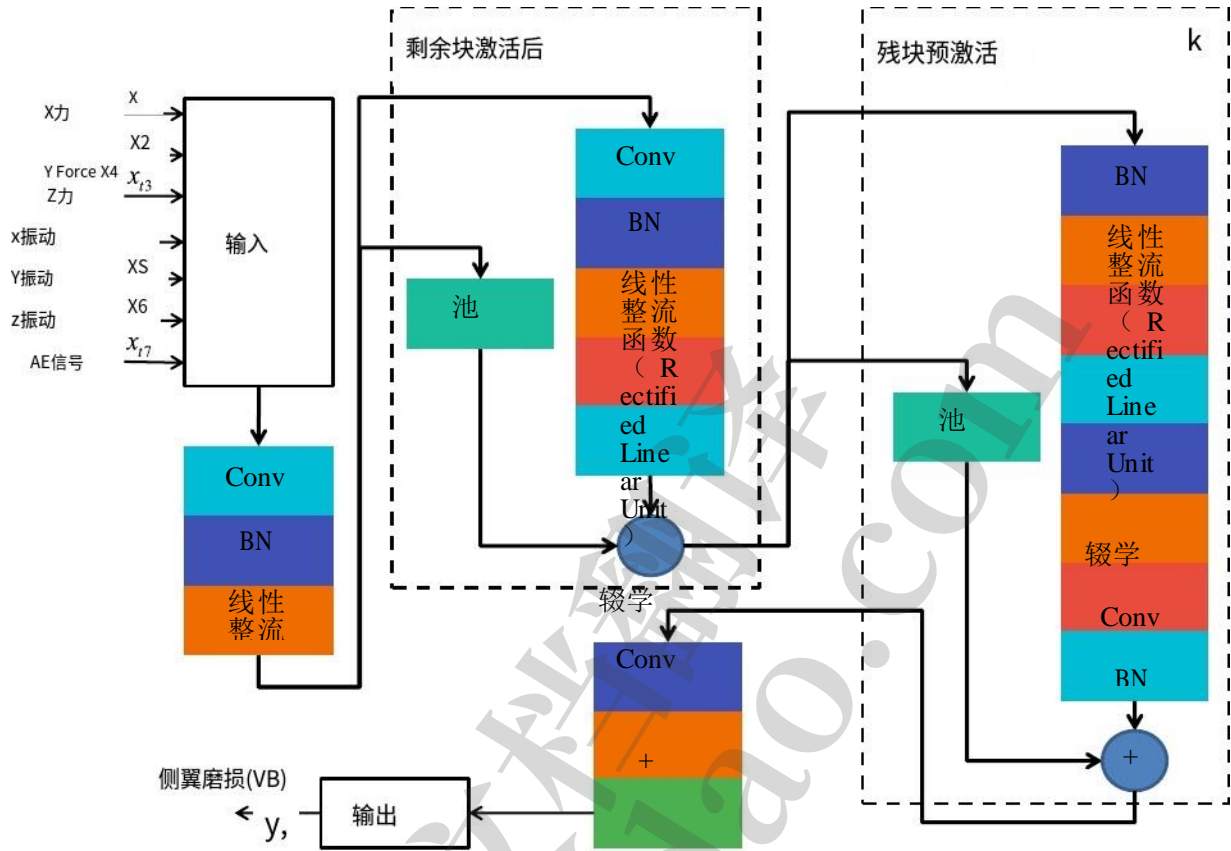 剩余块激活后
残块预激活
k
X力
X
X2
Y Force X4
Z力
x_{t3}
x振动
Y振动
XS
z振动
X6
AE信号
x_{t7}
输入
Conv
BN
线性
整流
池
Conv
BN
线性
整流
函数
（ R
ectifi
ed
Line
ar
Unit
）
辍学
池
BN
线性
整流
函数
（ R
ectifi
ed
Line
ar
Unit
）
辍学
Conv
BN
+
Conv
+
侧翼磨损(VB)
y,
输出